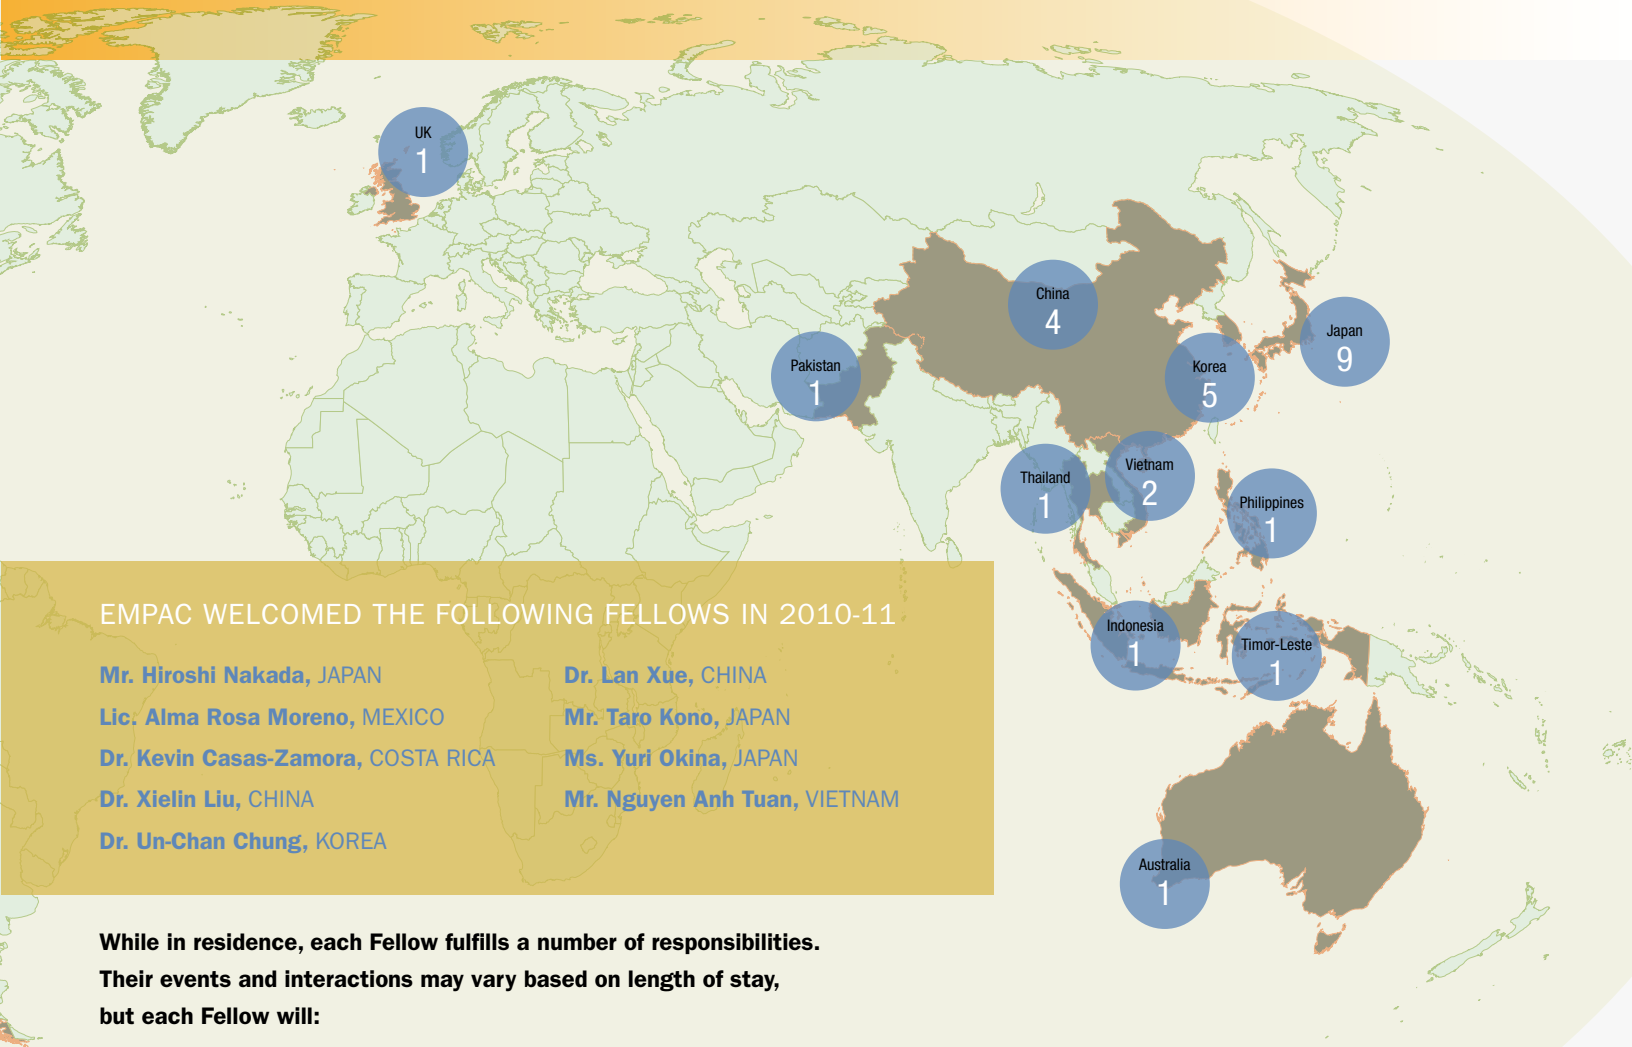 UK
1
China
4
Japan
9
Pakistan
1
Korea
5
Thailand
1
Vietnam
2
Philippines
1
Indonesia
1
Timor-Leste
1
Australia
1
EMPAC WELCOMED THE FOLLOWING FELLOWS IN 2010-11
Mr. Hiroshi Nakada, JAPAN
Lic. Alma Rosa Moreno, MEXICO
Dr. Kevin Casas-Zamora, COSTA RICA
Dr. Xielin Liu, CHINA
Dr. Un-Chan Chung, KOREA
Dr. Lan Xue, CHINA
Mr. Taro Kono, JAPAN
Ms. Yuri Okina, JAPAN
Mr. Nguyen Anh Tuan, VIETNAM
While in residence, each Fellow fulfills a number of responsibilities.
Their events and interactions may vary based on length of stay,
but each Fellow will: